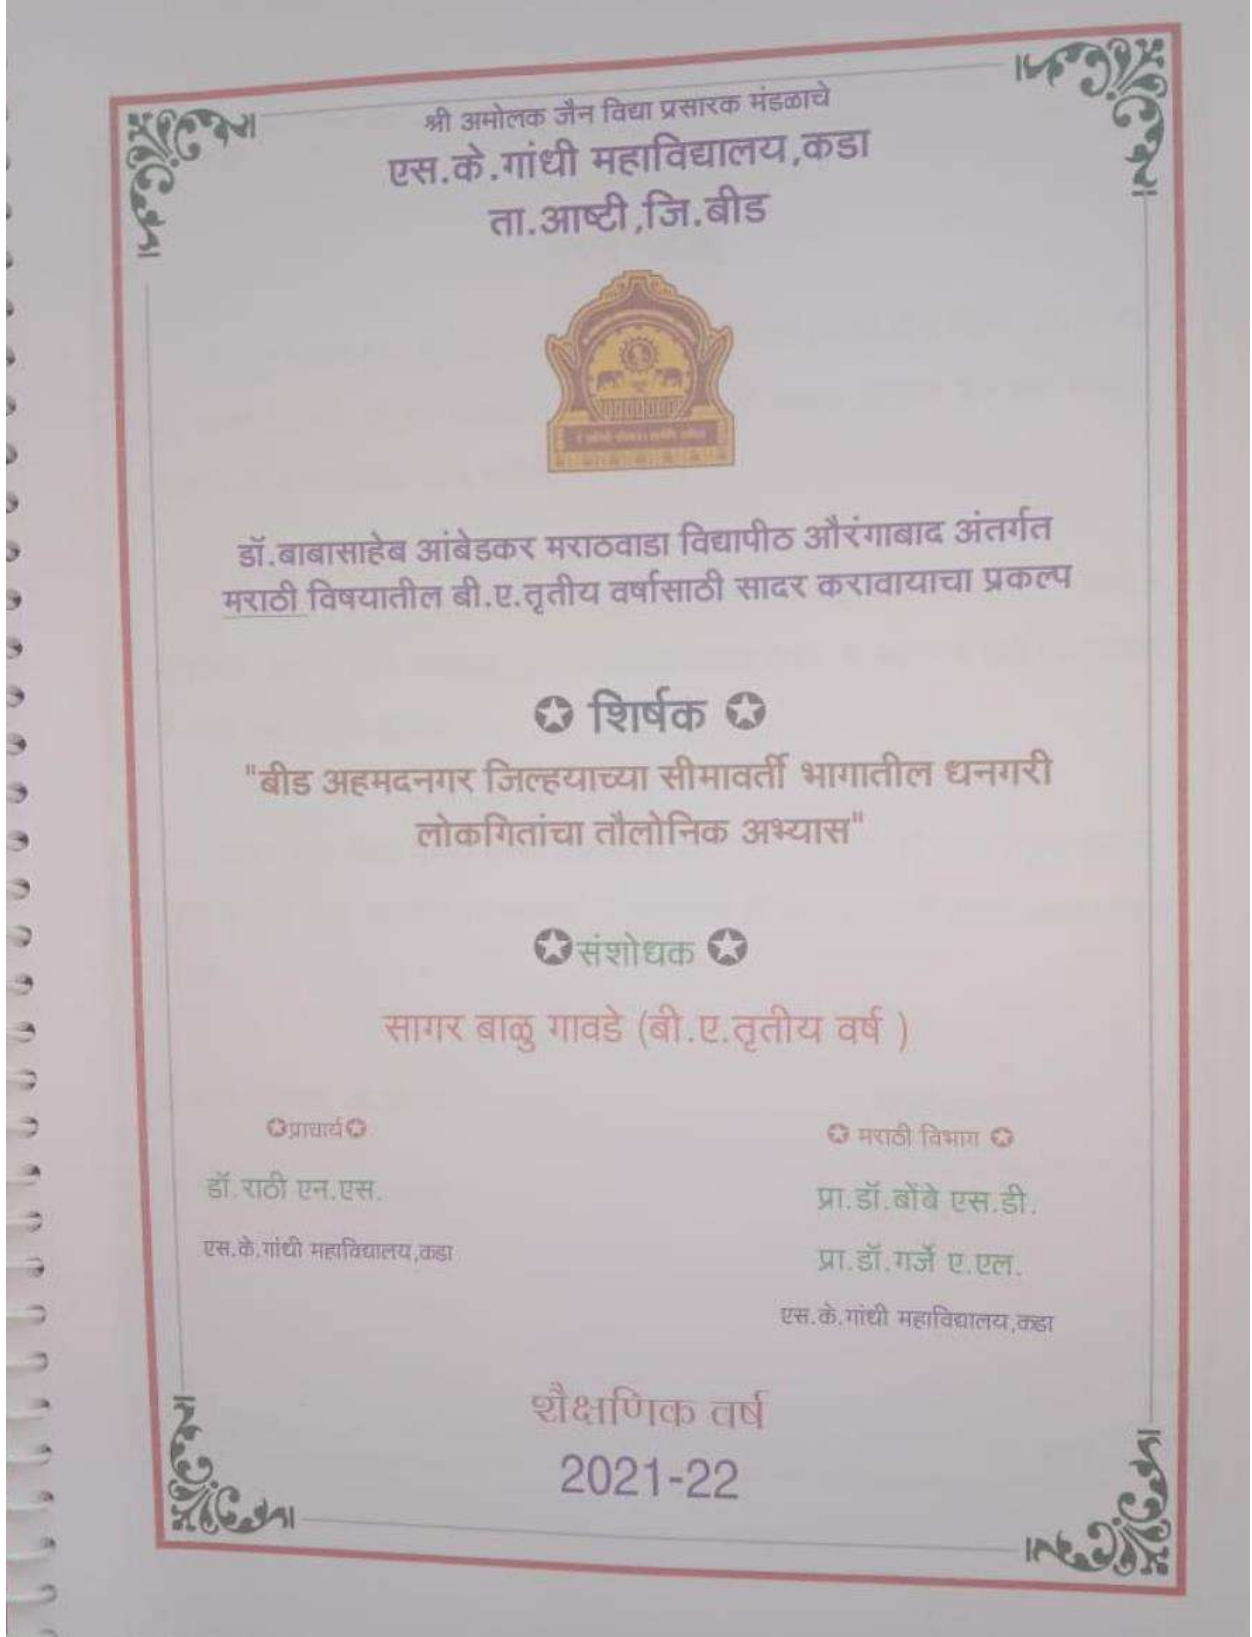 श्री अमोलक जैन विद्या प्रसारक मंडळाचे
एस.के.गांधी महाविद्यालय,कडा
ता.आष्टी,जि.बीड
डॉ.बाबासाहेब आंबेडकर मराठवाडा विद्यापीठ औरंगाबाद अंतर्गत
मराठी विषयातील बी.ए.तृतीय वर्षासाठी सादर करावायाचा प्रकल्प
✪ शिर्षक ✪
"बीड अहमदनगर जिल्हयाच्या सीमावर्ती भागातील धनगरी
लोकगितांचा तौलोनिक अभ्यास"
✪संशोधक ✪
सागर बाळु गावडे (बी.ए.तृतीय वर्ष )
✪प्राचार्य✪
डॉ.राठी एन.एस.
एस.के.गांधी महाविद्यालय,कडा
✪ मराठी विभाग ✪
प्रा.डॉ.बोंबे एस.डी.
प्रा.डॉ.गर्जे ए.एल.
एस.के.गांधी महाविद्यालय,कडा
शैक्षणिक वर्ष
2021-22